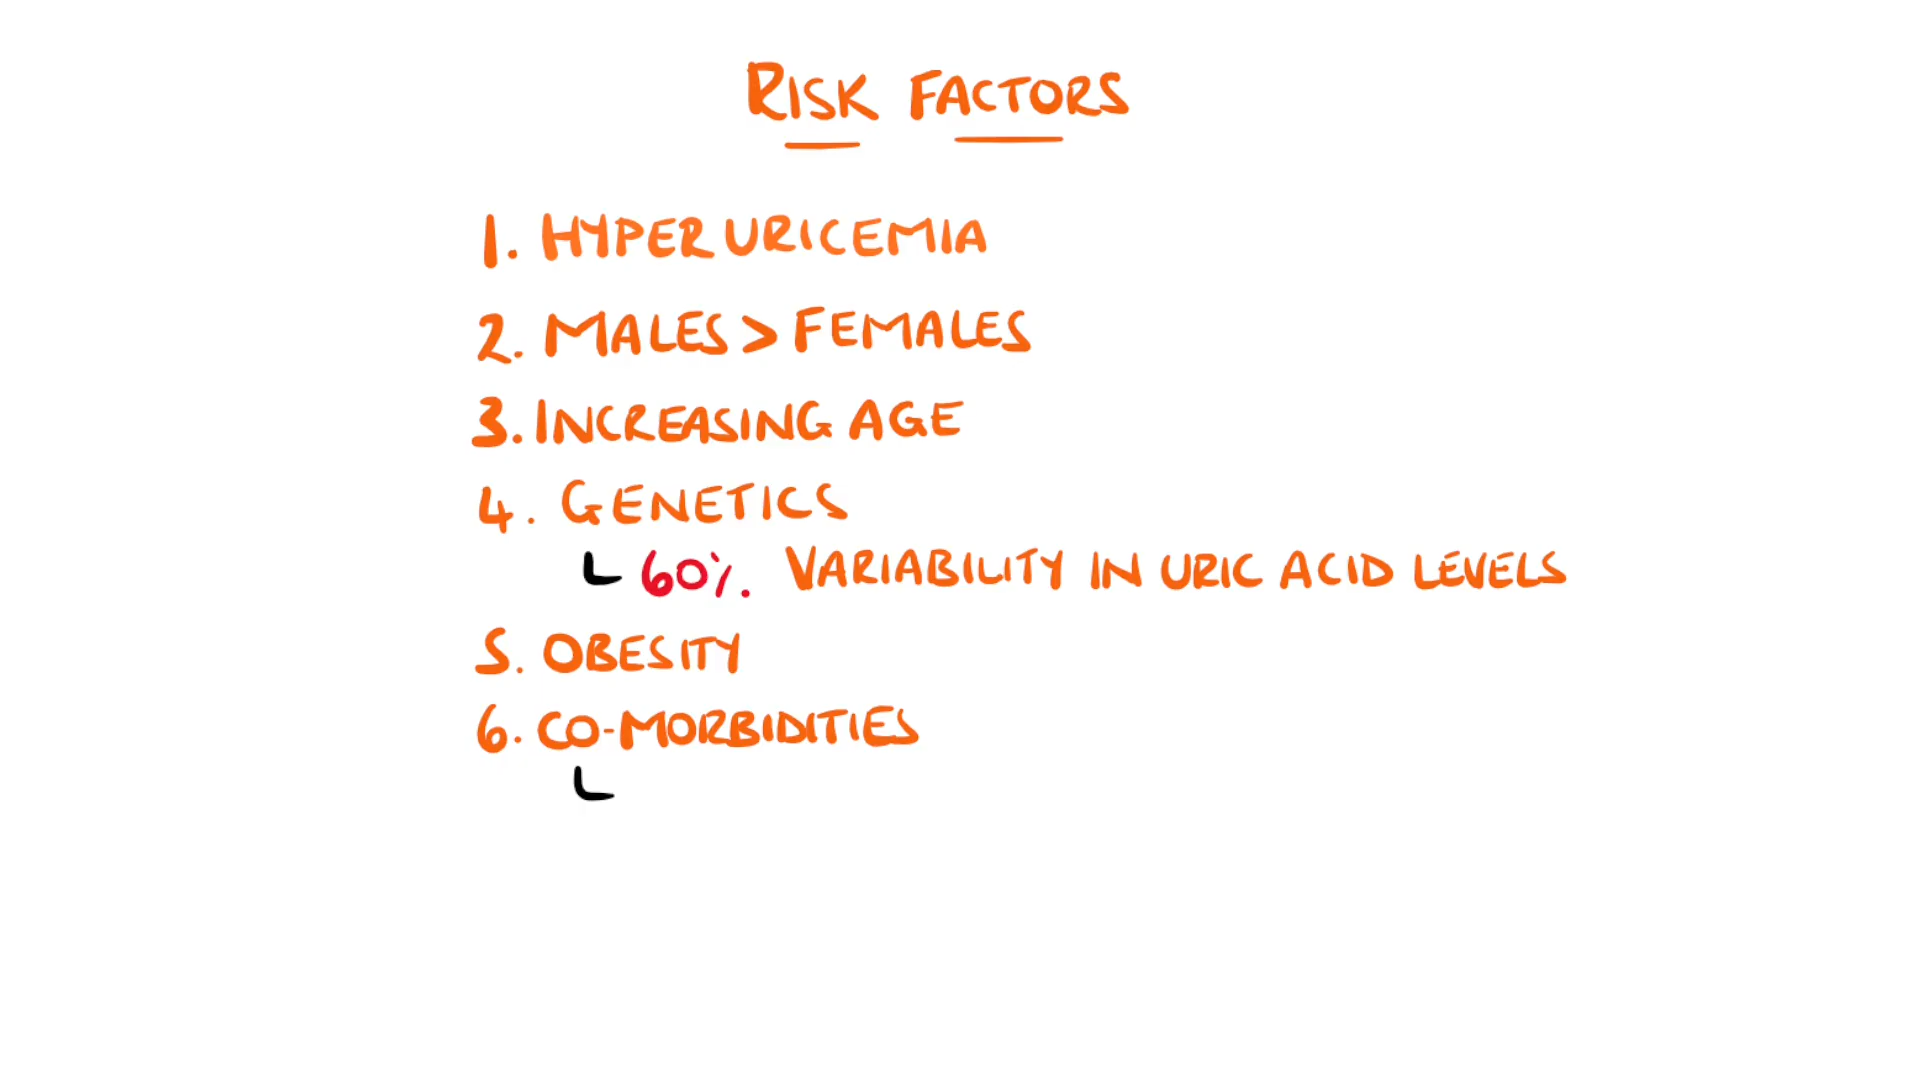 RISK FACTORS
1. HYPERURICEMIA
2. MALES > FEMALES
3. INCREASING AGE
4. GENETICS
60%. VARIABILITY IN URIC ACID LEVELS
5. OBESITY
6. CO-MORBIDITIES